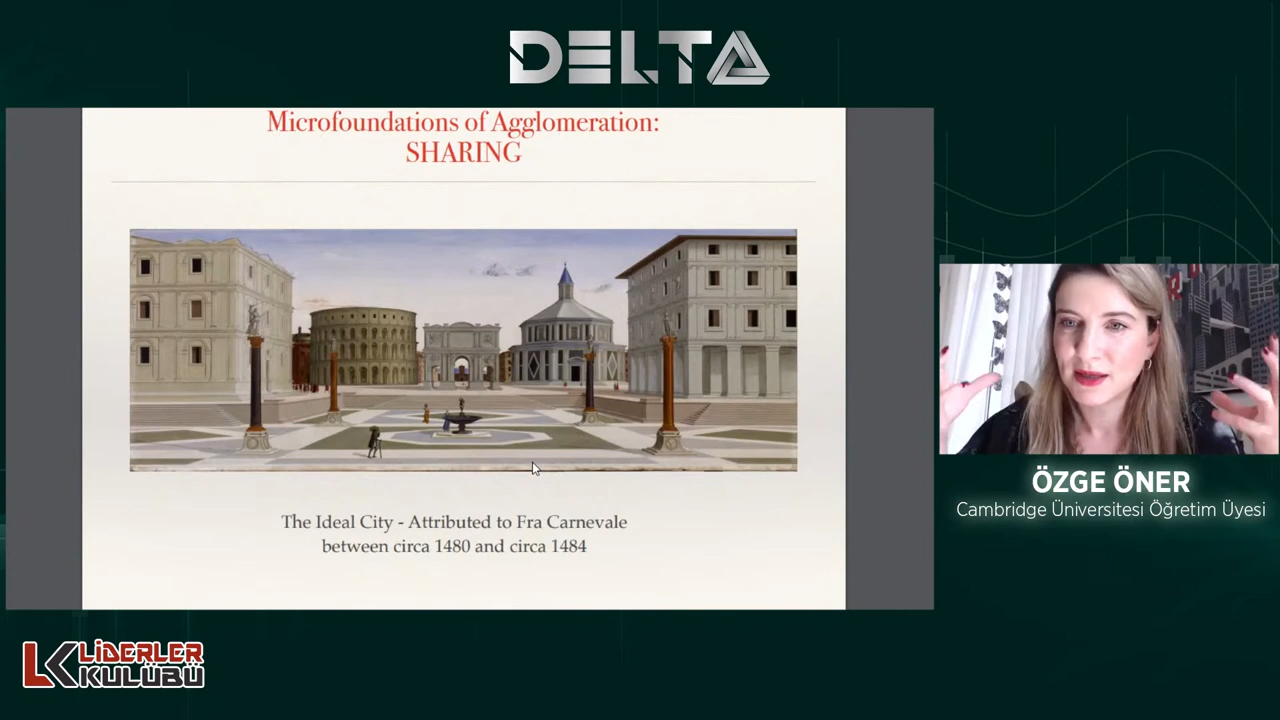 DELTA
Microfoundations of Agglomeration:
SHARING
The Ideal City - Attributed to Fra Carnevale
between circa 1480 and circa 1484
ÖZGE ÖNER
Cambridge Üniversitesi Öğretim Üyesi
LK LİDERLER
KULÜBÜ